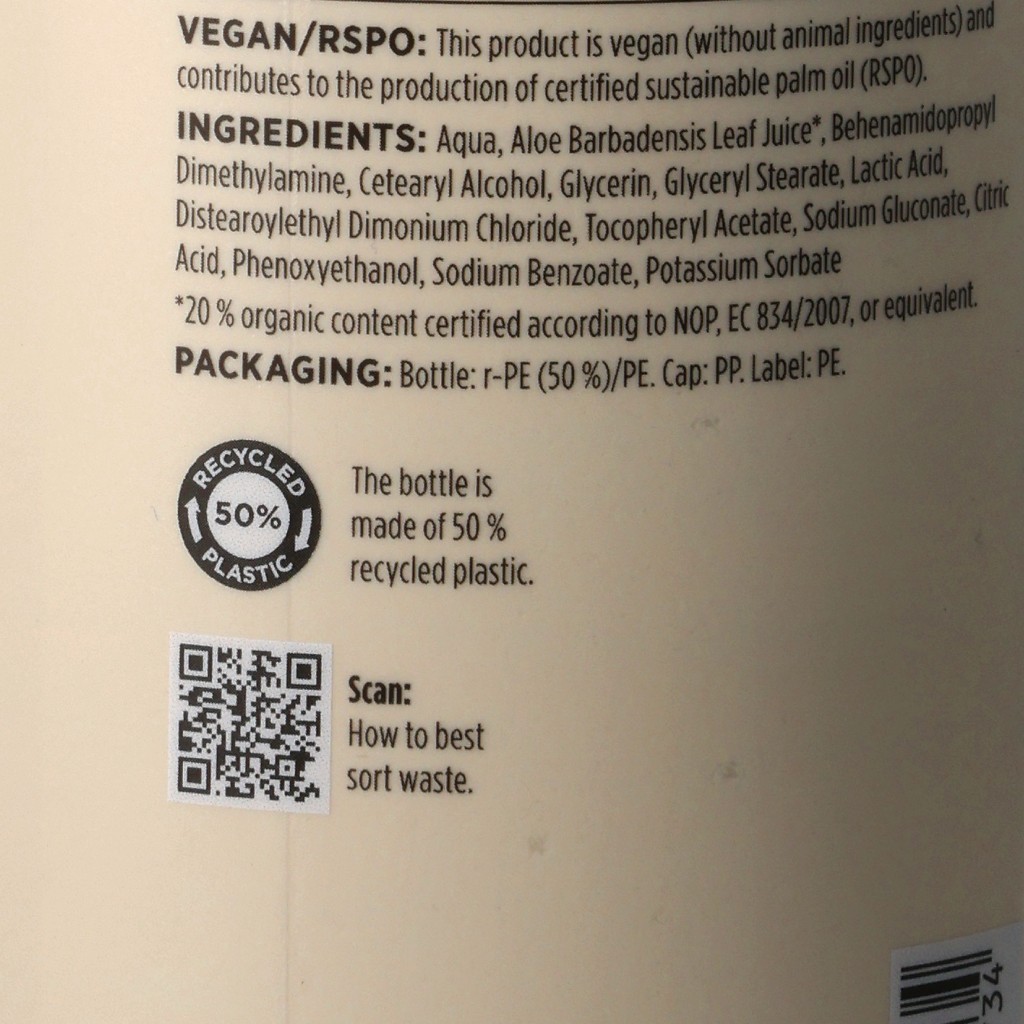 VEGAN/RSPO: This product is vegan (without animal ingredients) and
contributes to the production of certified sustainable palm oil (RSPO).
INGREDIENTS: Aqua, Aloe Barbadensis Leaf Juice*, Behenamidopropyl
Dimethylamine, Cetearyl Alcohol, Glycerin, Glyceryl Stearate, Lactic Acid,
Distearoylethyl Dimonium Chloride, Tocopheryl Acetate, Sodium Gluconate, Citric
Acid, Phenoxyethanol, Sodium Benzoate, Potassium Sorbate
*20 % organic content certified according to NOP, EC 834/2007, or equivalent.
PACKAGING: Bottle: r-PE (50 %)/PE. Cap: PP. Label: PE.
RECYCLED
50%
PLASTIC
The bottle is
made of 50 %
recycled plastic.
Scan:
How to best
sort waste.
34